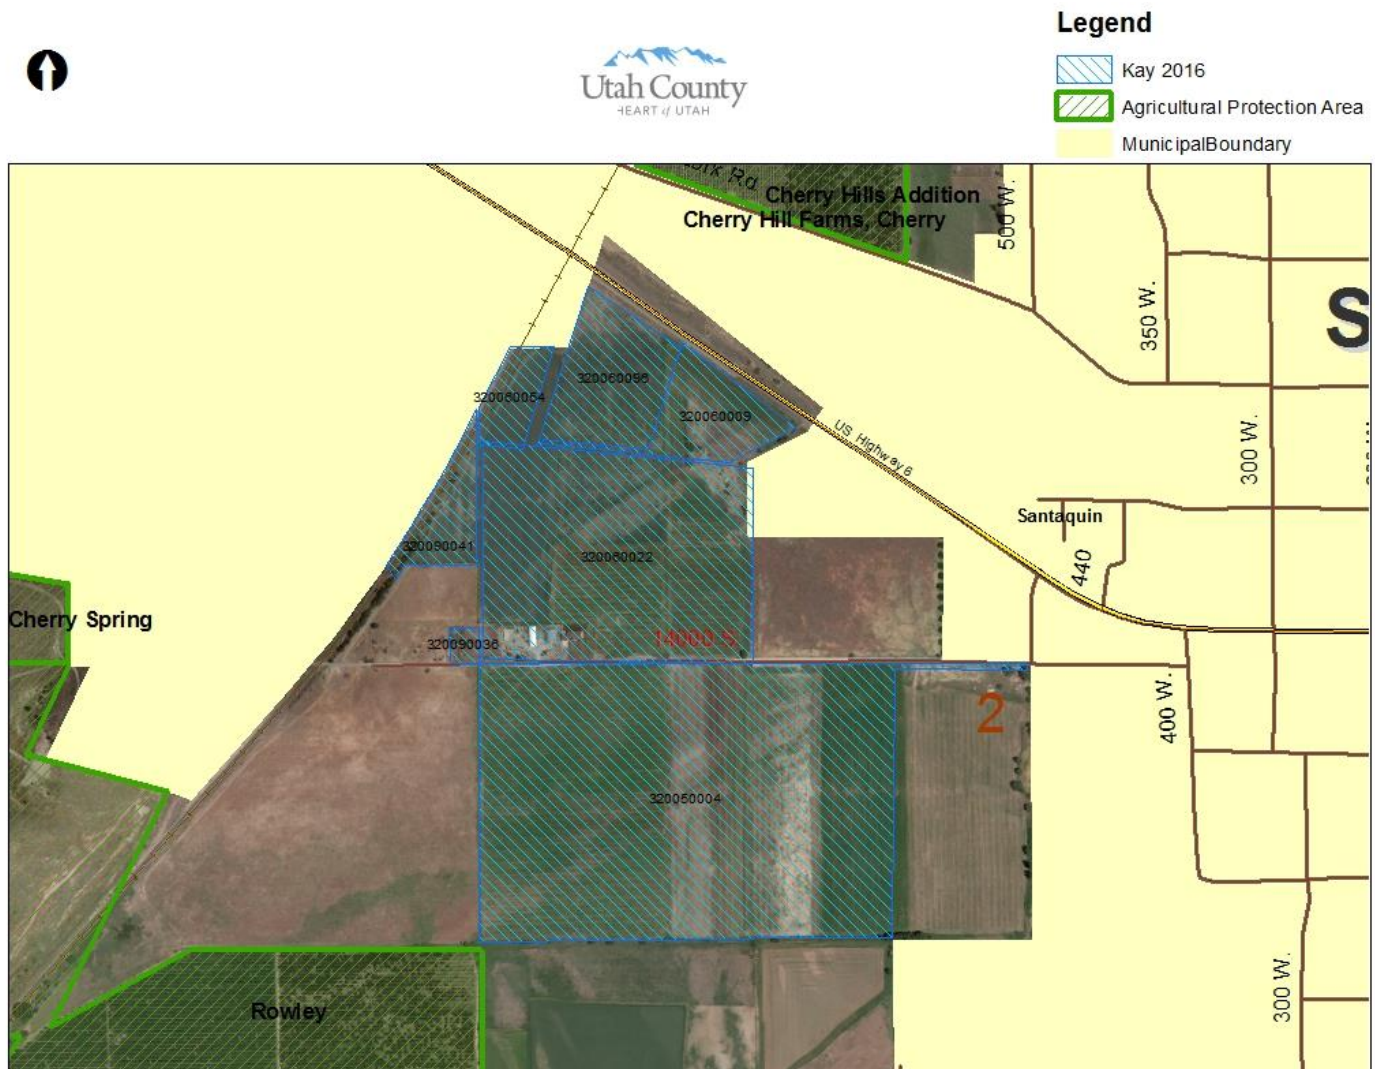 Legend
Kay 2016
Agricultural Protection Area
MunicipalBoundary
Utah County
HEART of UTAH
Rd
Cherry Hills Addition
Cherry Hill Farms, Cherry
500 W.
350 W.
S
320060098
320060054
320060009
US Highway 6
300 W.
Santaquin
440
320090041
320060022
Cherry Spring
320090036
14000 S
2
400 W.
320050004
300 W.
Rowley